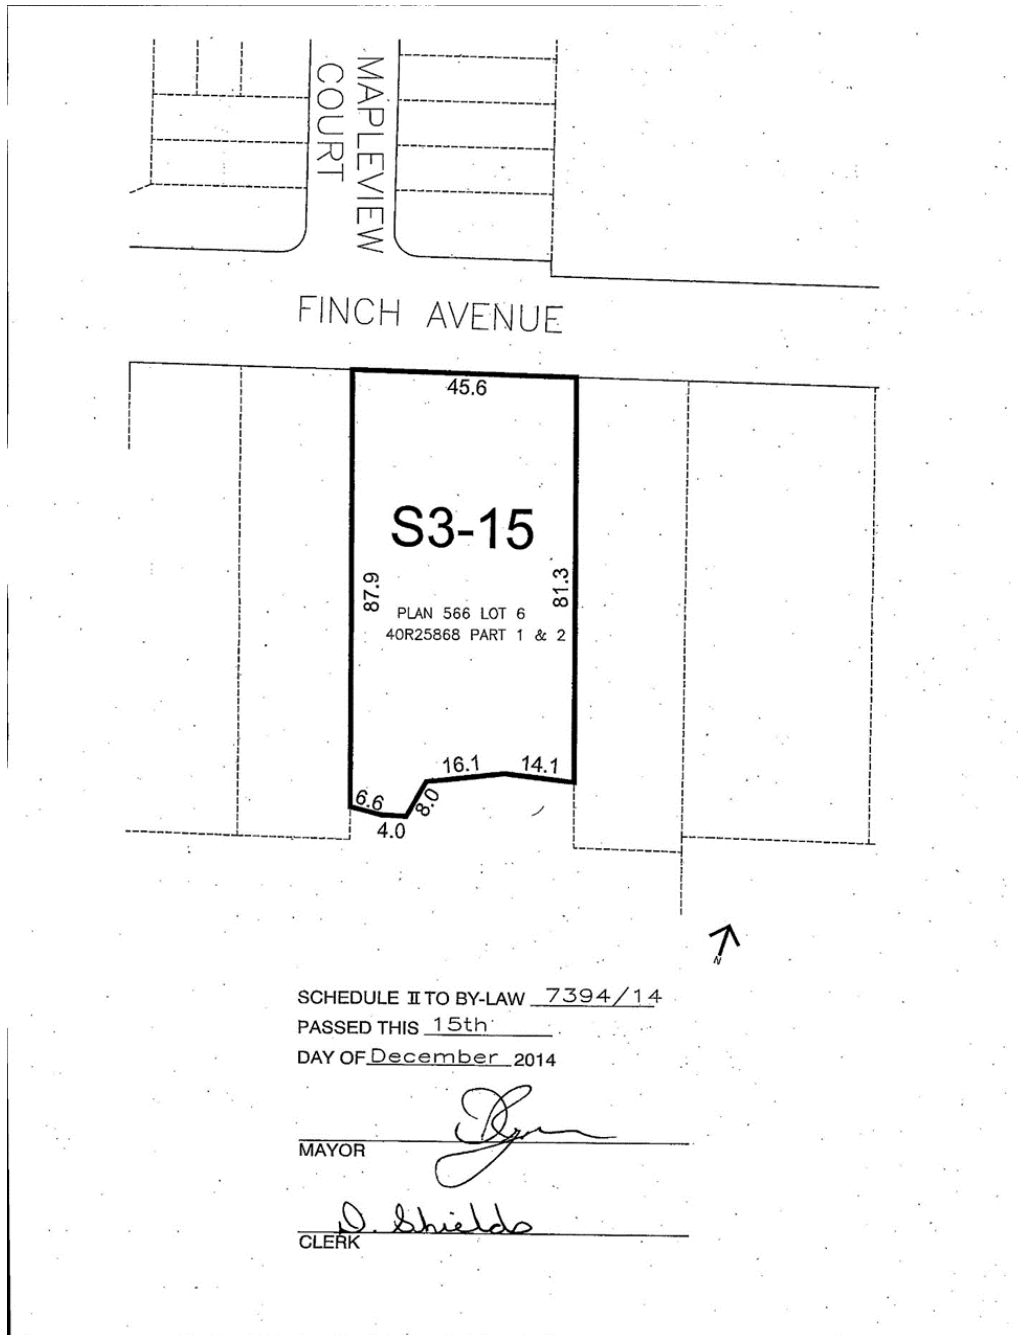 MAPLEVIEW
COURT
FINCH AVENUE
45.6
S3-15
87.9
81.3
PLAN 566 LOT 6
40R25868 PART 1 & 2
16.1
14.1
6.6
8.0
4.0
N
SCHEDULE II TO BY-LAW 7394/14
PASSED THIS 15th
DAY OF December 2014
MAYOR
D. Shields
CLERK